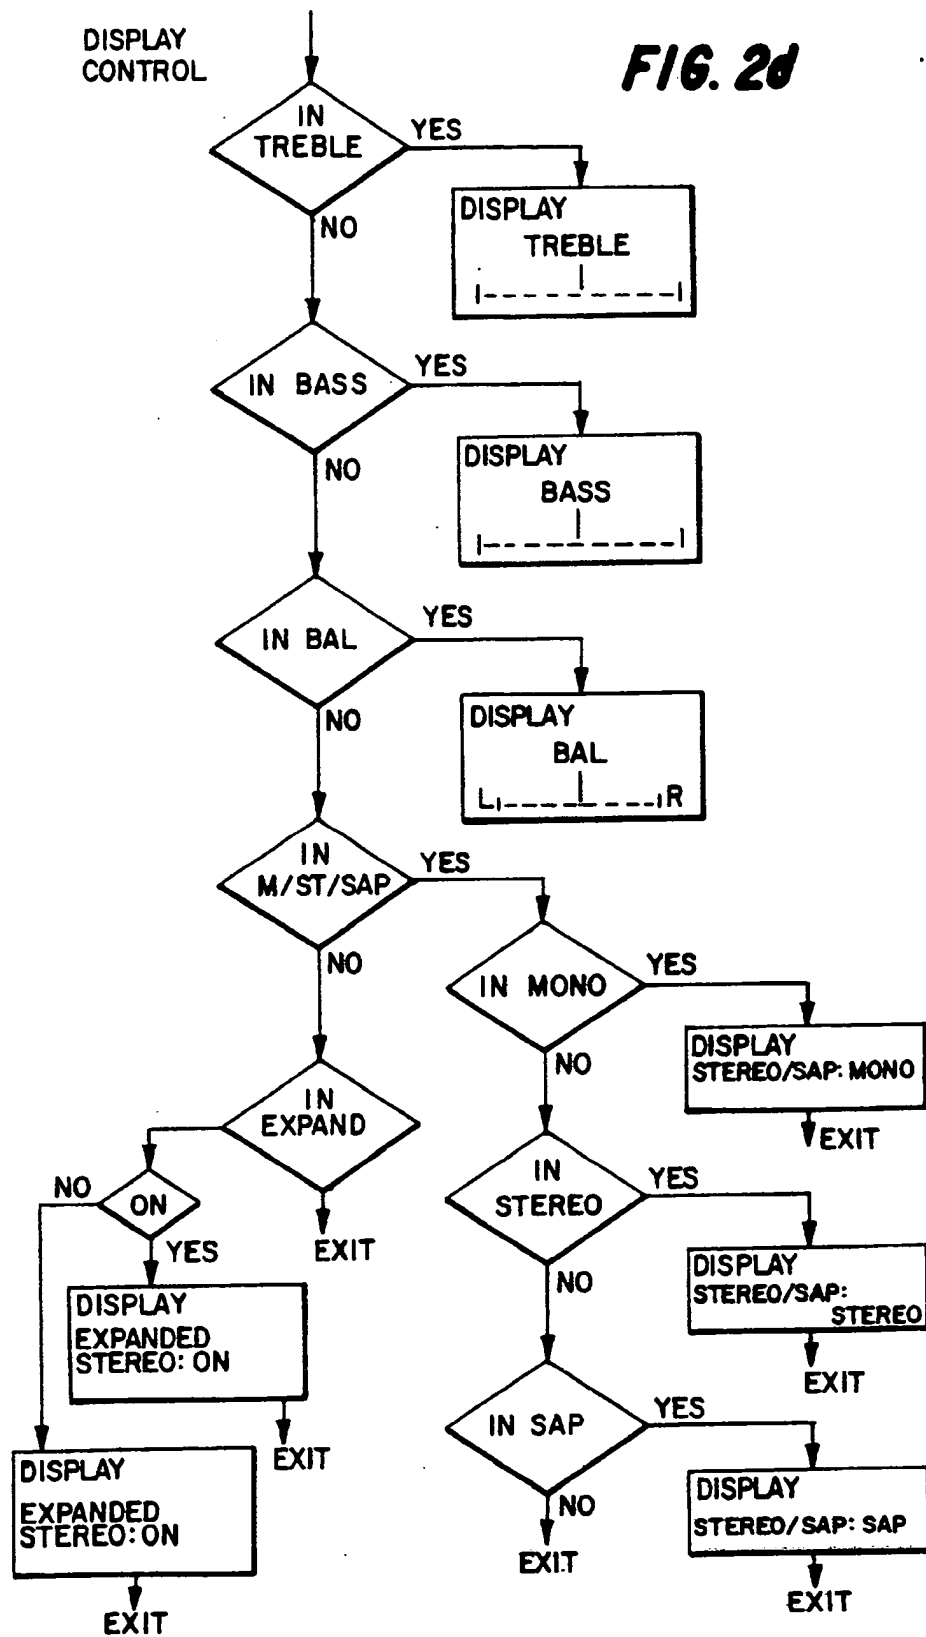 DISPLAY
CONTROL
FIG. 2d
IN
TREBLE
YES
NO
DISPLAY
TREBLE
IN BASS
YES
NO
DISPLAY
BASS
IN BAL
YES
NO
DISPLAY
BAL
L R
IN
M/ST/SAP
YES
NO
IN MONO
YES
NO
DISPLAY
STEREO/SAP: MONO
EXIT
IN
EXPAND
EXIT
ON
NO
YES
DISPLAY
EXPANDED
STEREO: ON
EXIT
DISPLAY
EXPANDED
STEREO: ON
EXIT
IN
STEREO
YES
NO
DISPLAY
STEREO/SAP:
STEREO
EXIT
IN SAP
YES
NO
EXIT
DISPLAY
STEREO/SAP: SAP
EXIT